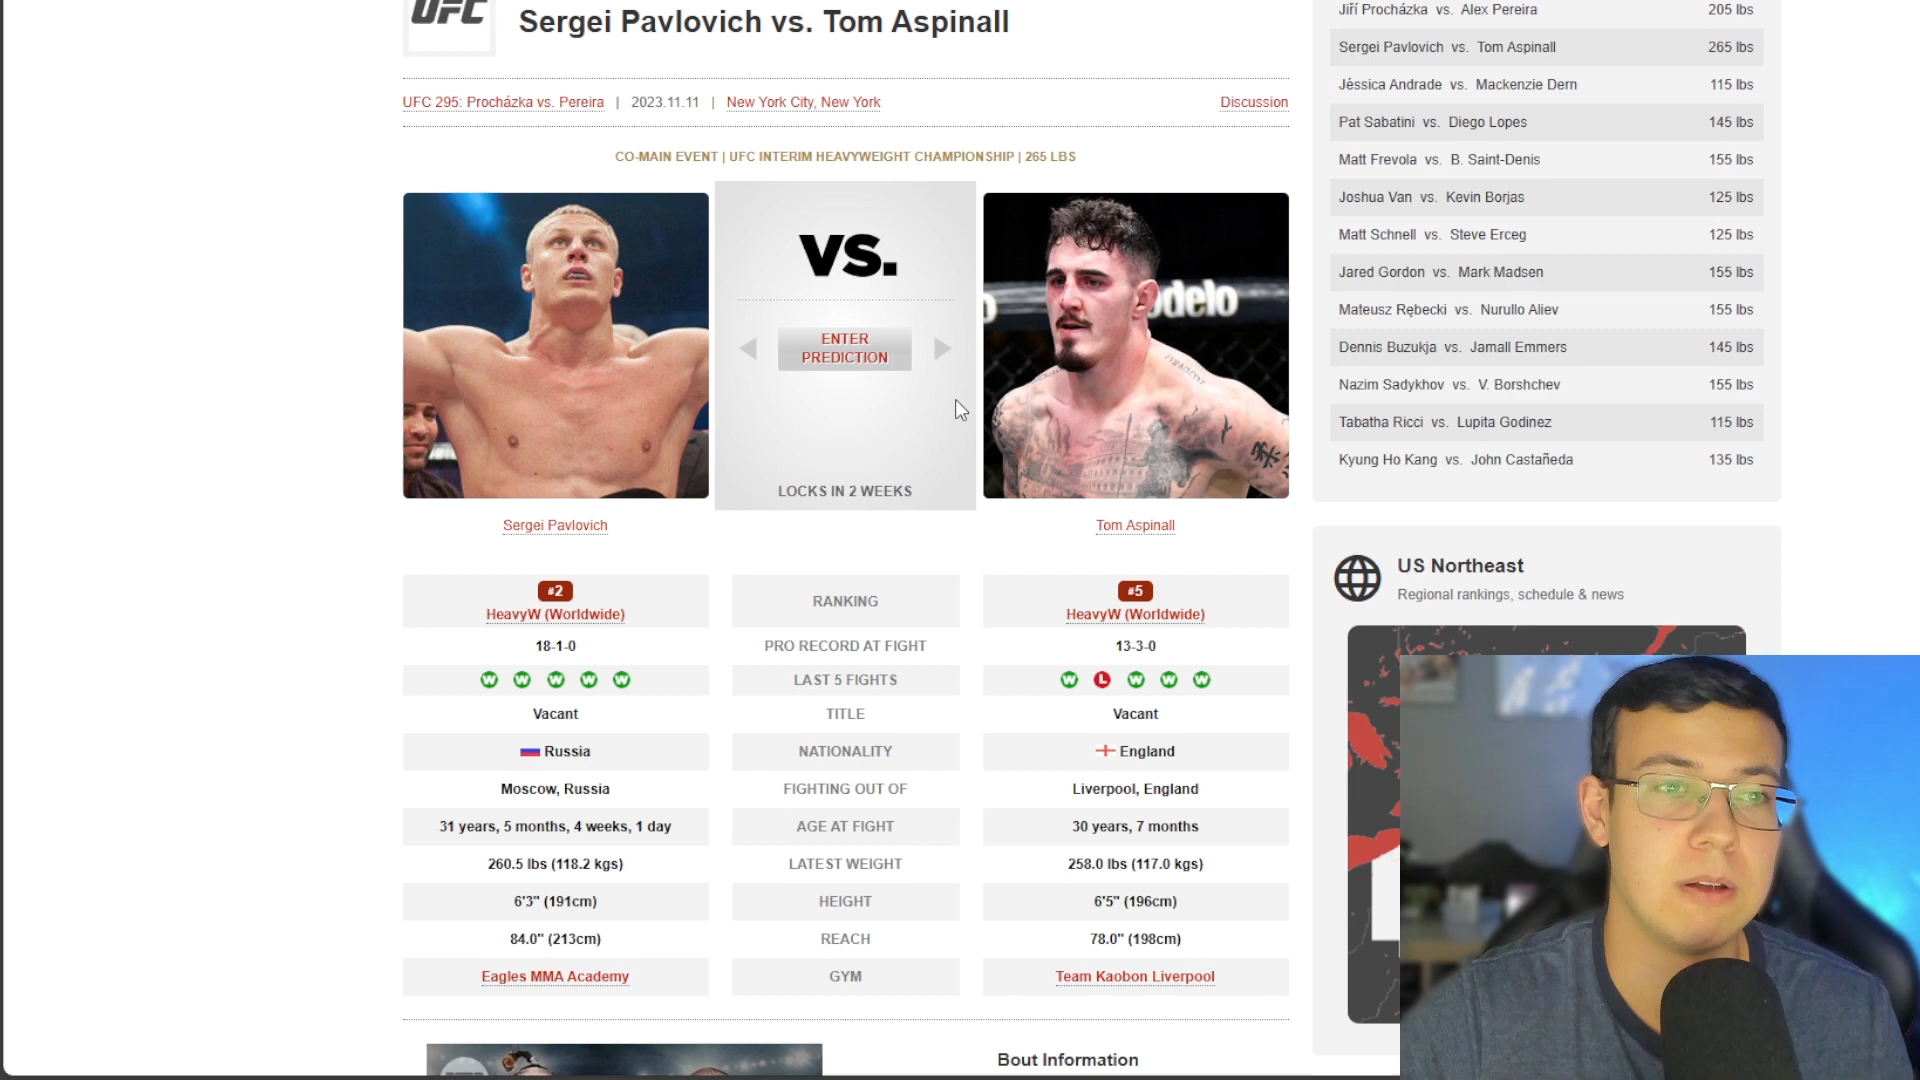 UFC
Sergei Pavlovich vs. Tom Aspinall
UFC 295: Procházka vs. Pereira | 2023.11.11 | New York City, New York
Discussion
CO-MAIN EVENT | UFC INTERIM HEAVYWEIGHT CHAMPIONSHIP | 265 LBS
VS.
ENTER
PREDICTION
LOCKS IN 2 WEEKS
delo
Sergei Pavlovich
Tom Aspinall
#2
HeavyW (Worldwide)
RANKING
#5
HeavyW (Worldwide)
18-1-0 PRO RECORD AT FIGHT 13-3-0
W W W W W LAST 5 FIGHTS W L W W W
Vacant TITLE Vacant
Russia NATIONALITY England
Moscow, Russia FIGHTING OUT OF Liverpool, England
31 years, 5 months, 4 weeks, 1 day AGE AT FIGHT 30 years, 7 months
260.5 lbs (118.2 kgs) LATEST WEIGHT 258.0 lbs (117.0 kgs)
6'3" (191cm) HEIGHT 6'5" (196cm)
84.0" (213cm) REACH 78.0" (198cm)
Eagles MMA Academy GYM Team Kaobon Liverpool
Bout Information
Jiří Procházka vs. Alex Pereira 205 lbs
Sergei Pavlovich vs. Tom Aspinall 265 lbs
Jéssica Andrade vs. Mackenzie Dern 115 lbs
Pat Sabatini vs. Diego Lopes 145 lbs
Matt Frevola vs. B. Saint-Denis 155 lbs
Joshua Van vs. Kevin Borjas 125 lbs
Matt Schnell vs. Steve Erceg 125 lbs
Jared Gordon vs. Mark Madsen 155 lbs
Mateusz Rębecki vs. Nurullo Aliev 155 lbs
Dennis Buzukja vs. Jamall Emmers 145 lbs
Nazim Sadykhov vs. V. Borshchev 155 lbs
Tabatha Ricci vs. Lupita Godinez 115 lbs
Kyung Ho Kang vs. John Castañeda 135 lbs
US Northeast
Regional rankings, schedule & news